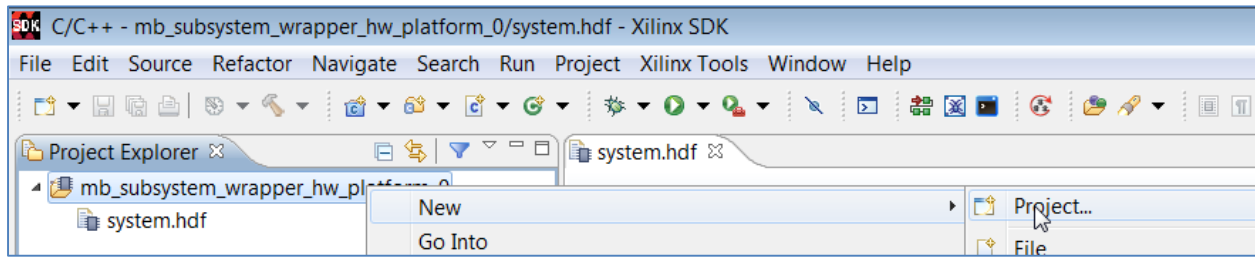 SDK C/C++ - mb_subsystem_wrapper_hw_platform_0/system.hdf - Xilinx SDK
File Edit Source Refactor Navigate Search Run Project Xilinx Tools Window Help
Project Explorer system.hdf
mb_subsystem_wrapper_hw_platform_0
New Project...
system.hdf
Go Into File